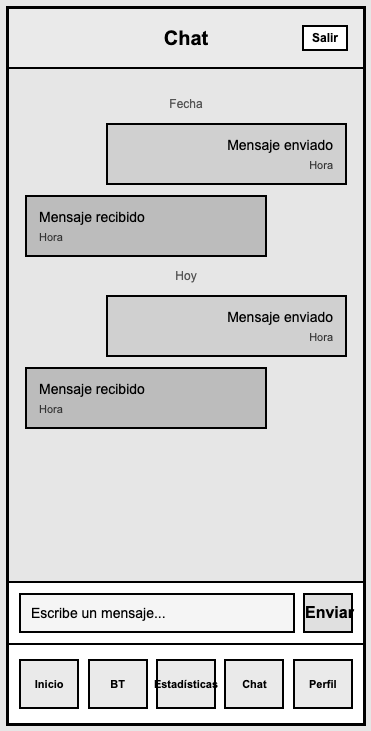 Chat
Salir
Fecha
Mensaje enviado
Hora
Mensaje recibido
Hora
Hoy
Mensaje enviado
Hora
Mensaje recibido
Hora
Escribe un mensaje...
Enviar
Inicio
BT
Estadísticas
Chat
Perfil